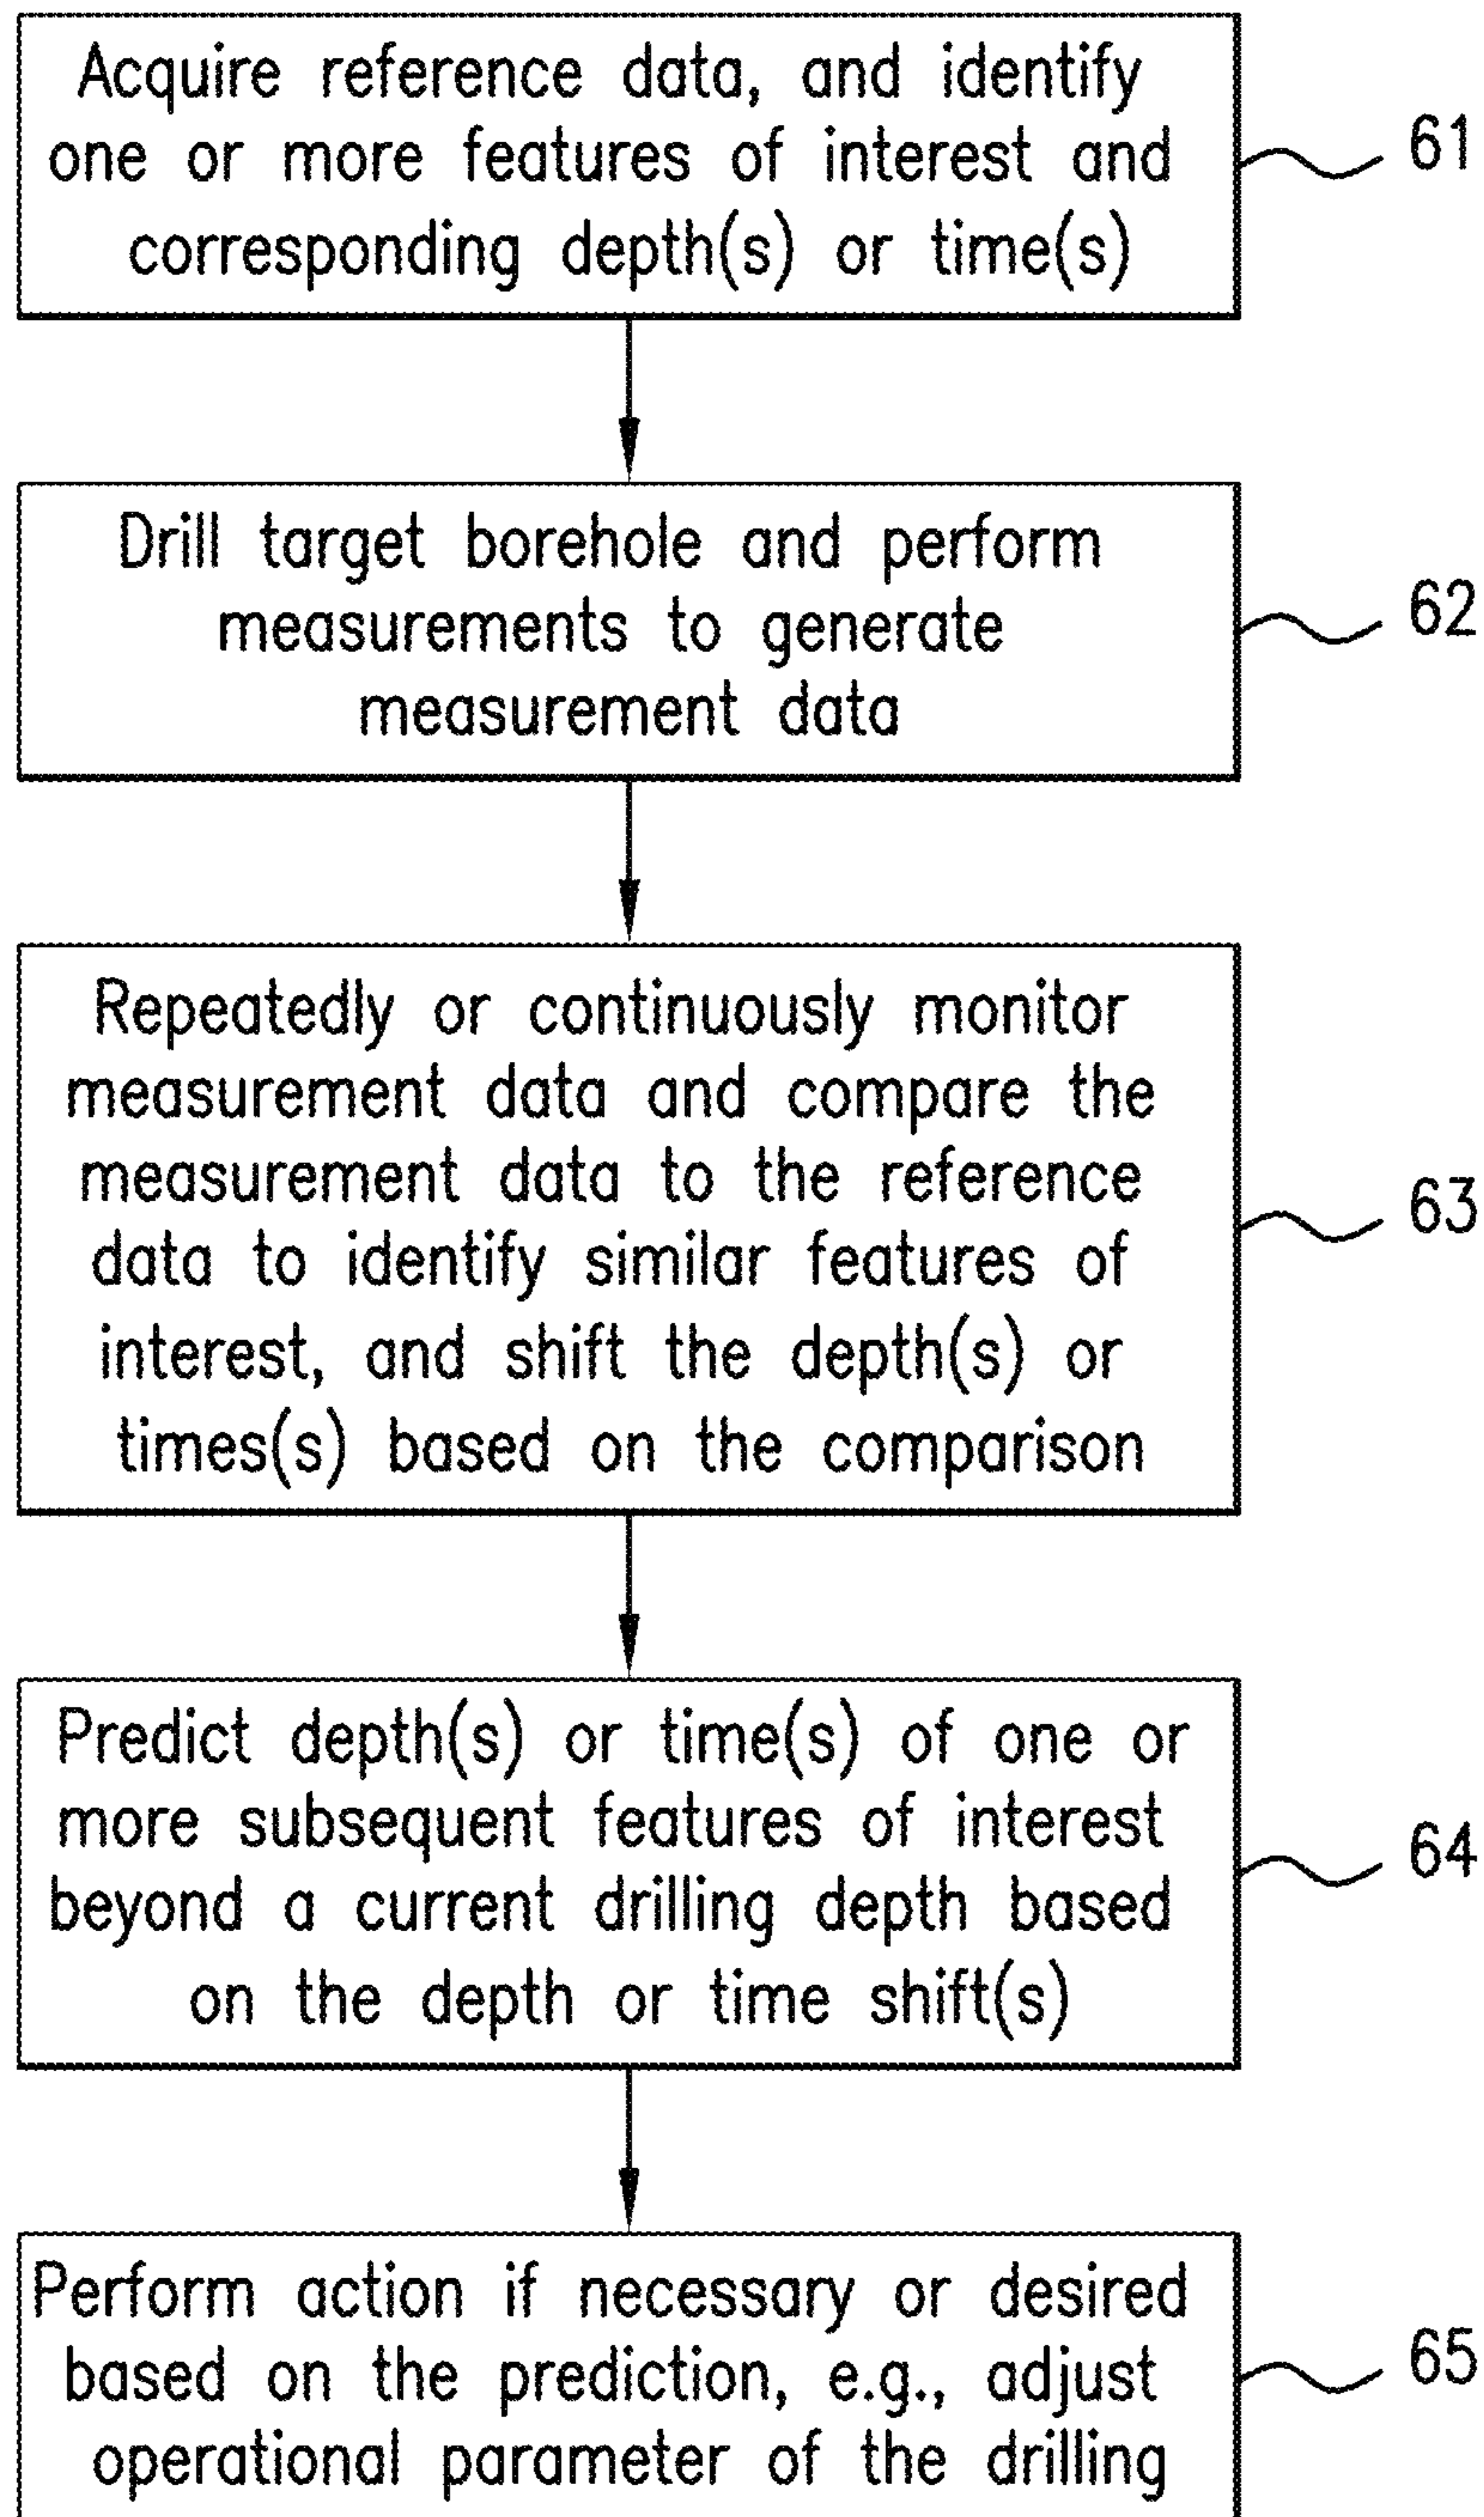 Acquire reference data, and identify
one or more features of interest and
corresponding depth(s) or time(s)
61
Drill target borehole and perform
measurements to generate
measurement data
62
Repeatedly or continuously monitor
measurement data and compare the
measurement data to the reference
data to identify similar features of
interest, and shift the depth(s) or
times(s) based on the comparison
63
Predict depth(s) or time(s) of one or
more subsequent features of interest
beyond a current drilling depth based
on the depth or time shift(s)
64
Perform action if necessary or desired
based on the prediction, e.g., adjust
operational parameter of the drilling
65